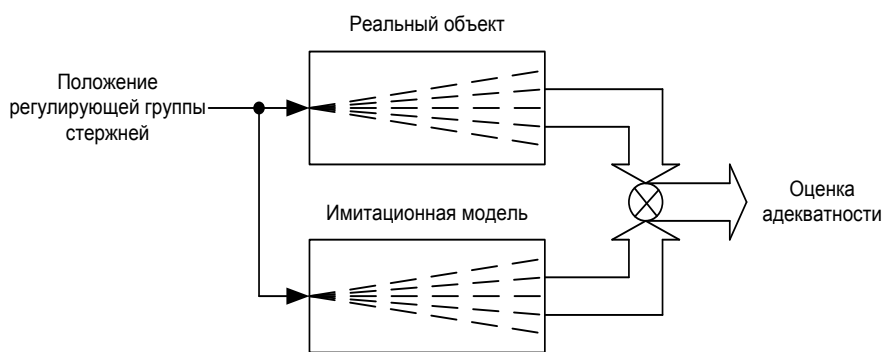 Реальный объект
Положение
регулирующей группы
стержней
Имитационная модель
Оценка
адекватности